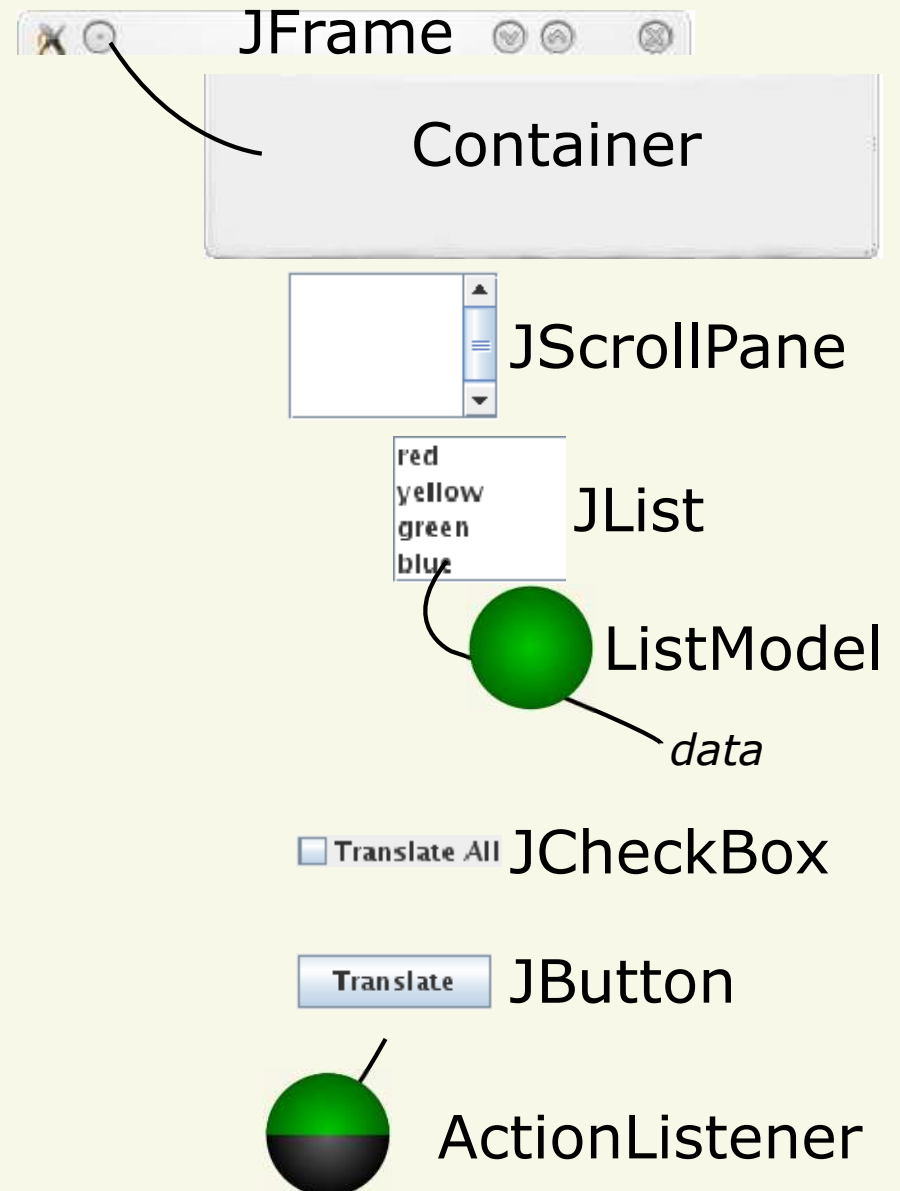 JFrame
Container
JScrollPane
red
yellow
green
blue
JList
ListModel
data
Translate All
JCheckBox
Translate
JButton
ActionListener